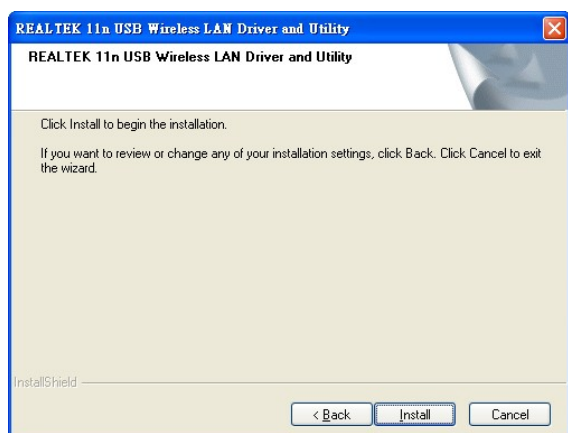 REALTEK 11n USB Wireless LAN Driver and Utility
REALTEK 11n USB Wireless LAN Driver and Utility
Click Install to begin the installation.
If you want to review or change any of your installation settings, click Back. Click Cancel to exit
the wizard.
InstallShield
< Back
Install
Cancel